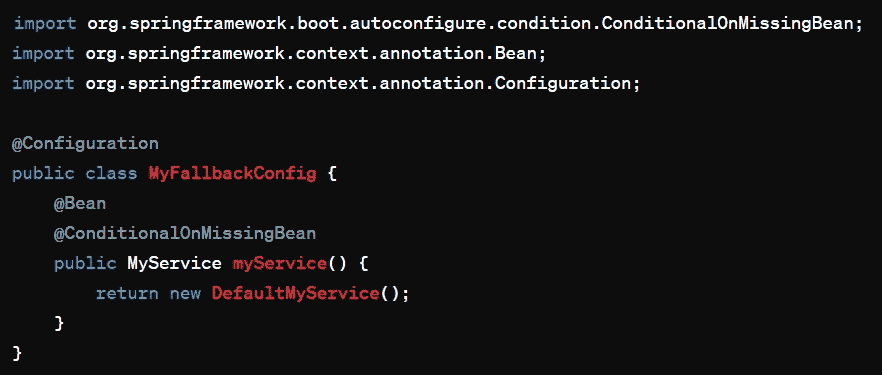 import org.springframework.boot.autoconfigure.condition.ConditionalOnMissingBean;
import org.springframework.context.annotation.Bean;
import org.springframework.context.annotation.Configuration;

@Configuration
public class MyFallbackConfig {
    @Bean
    @ConditionalOnMissingBean
    public MyService myService() {
        return new DefaultMyService();
    }
}